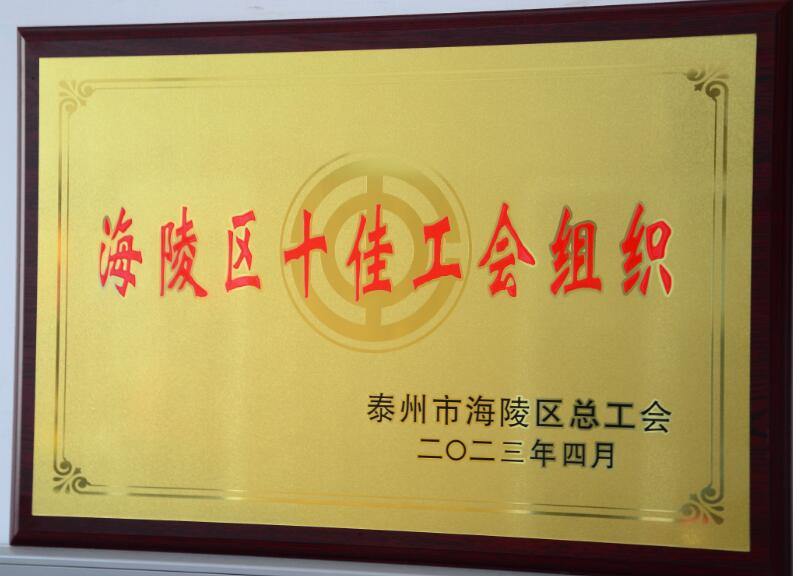 海陵区十佳工会组织
泰州市海陵区总工会
二〇二三年四月